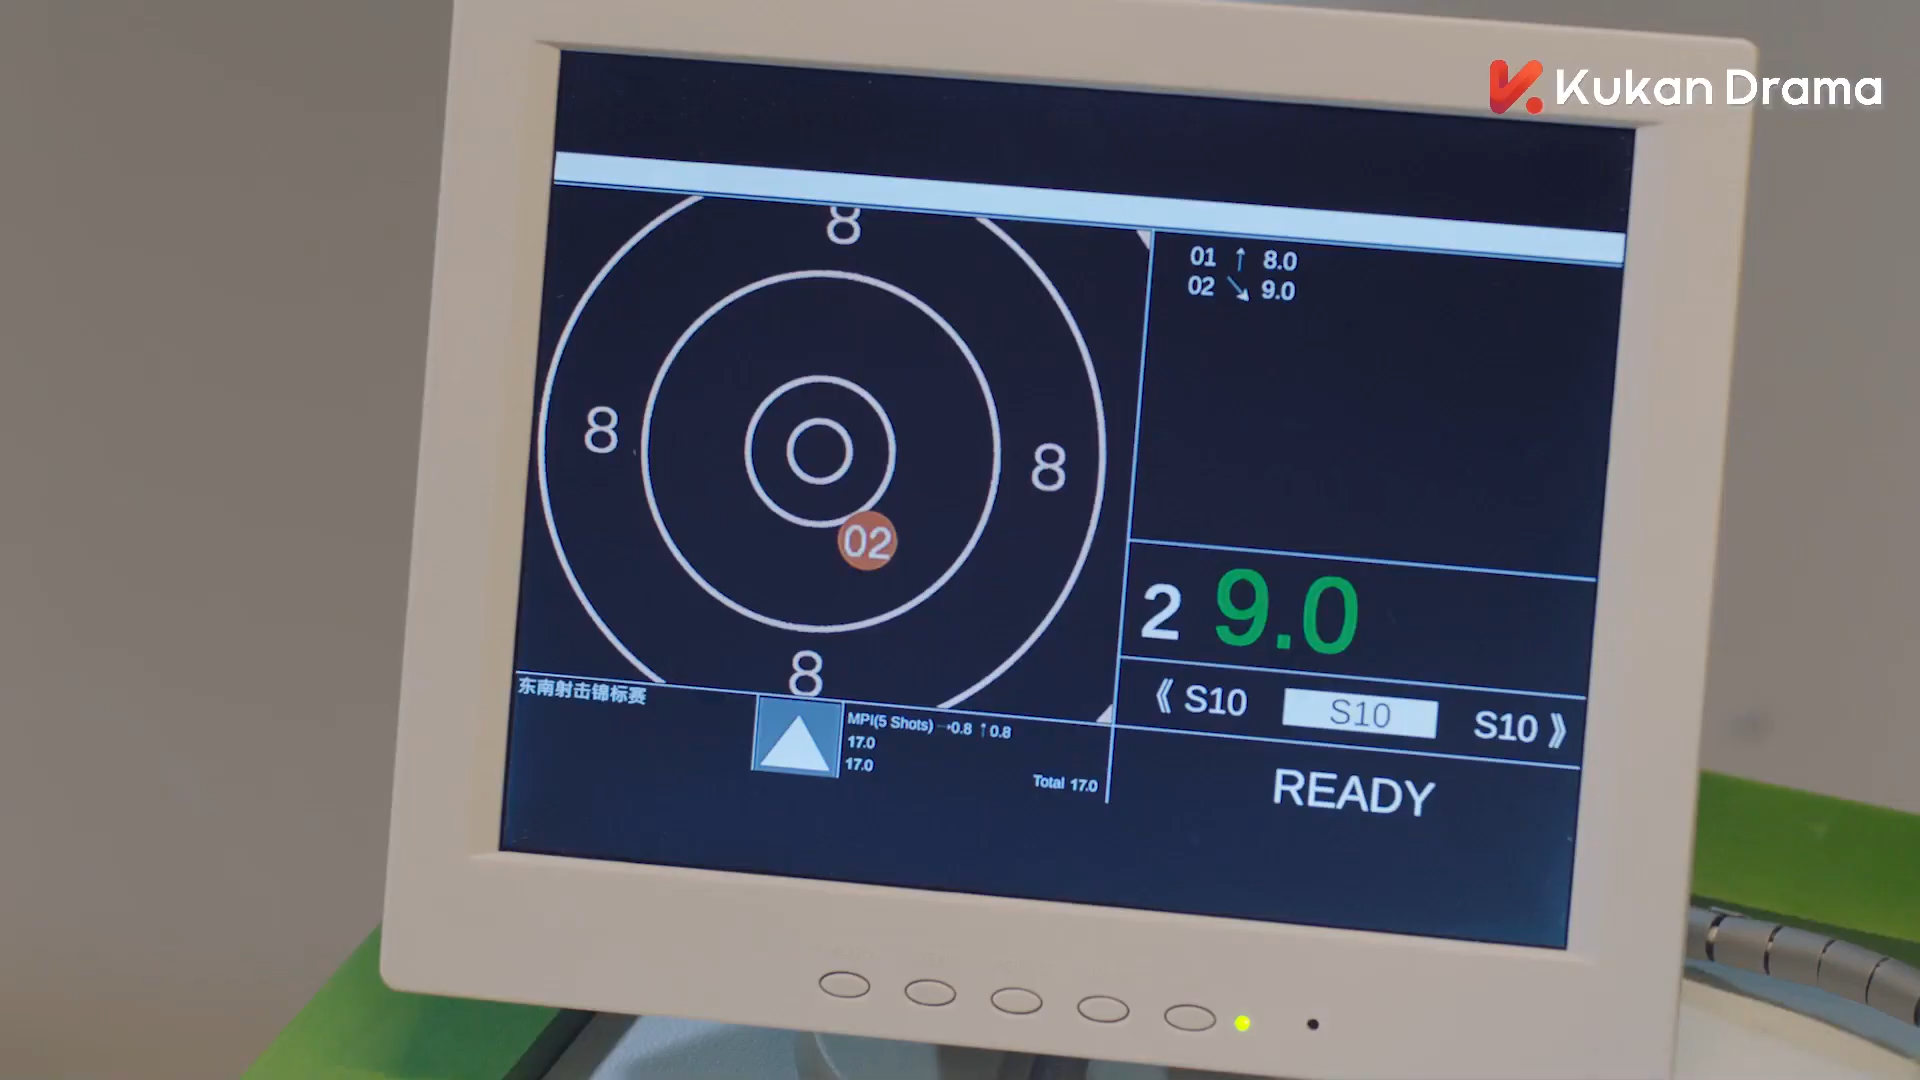 Kukan Drama
8
8
8
8
02
01 ↑ 8.0
02 ↘ 9.0
2 9.0
《 S10 S10 S10 》
READY
东南射击锦标赛
MPI(5 Shots) →0.8 ↑0.8
17.0
17.0
Total 17.0